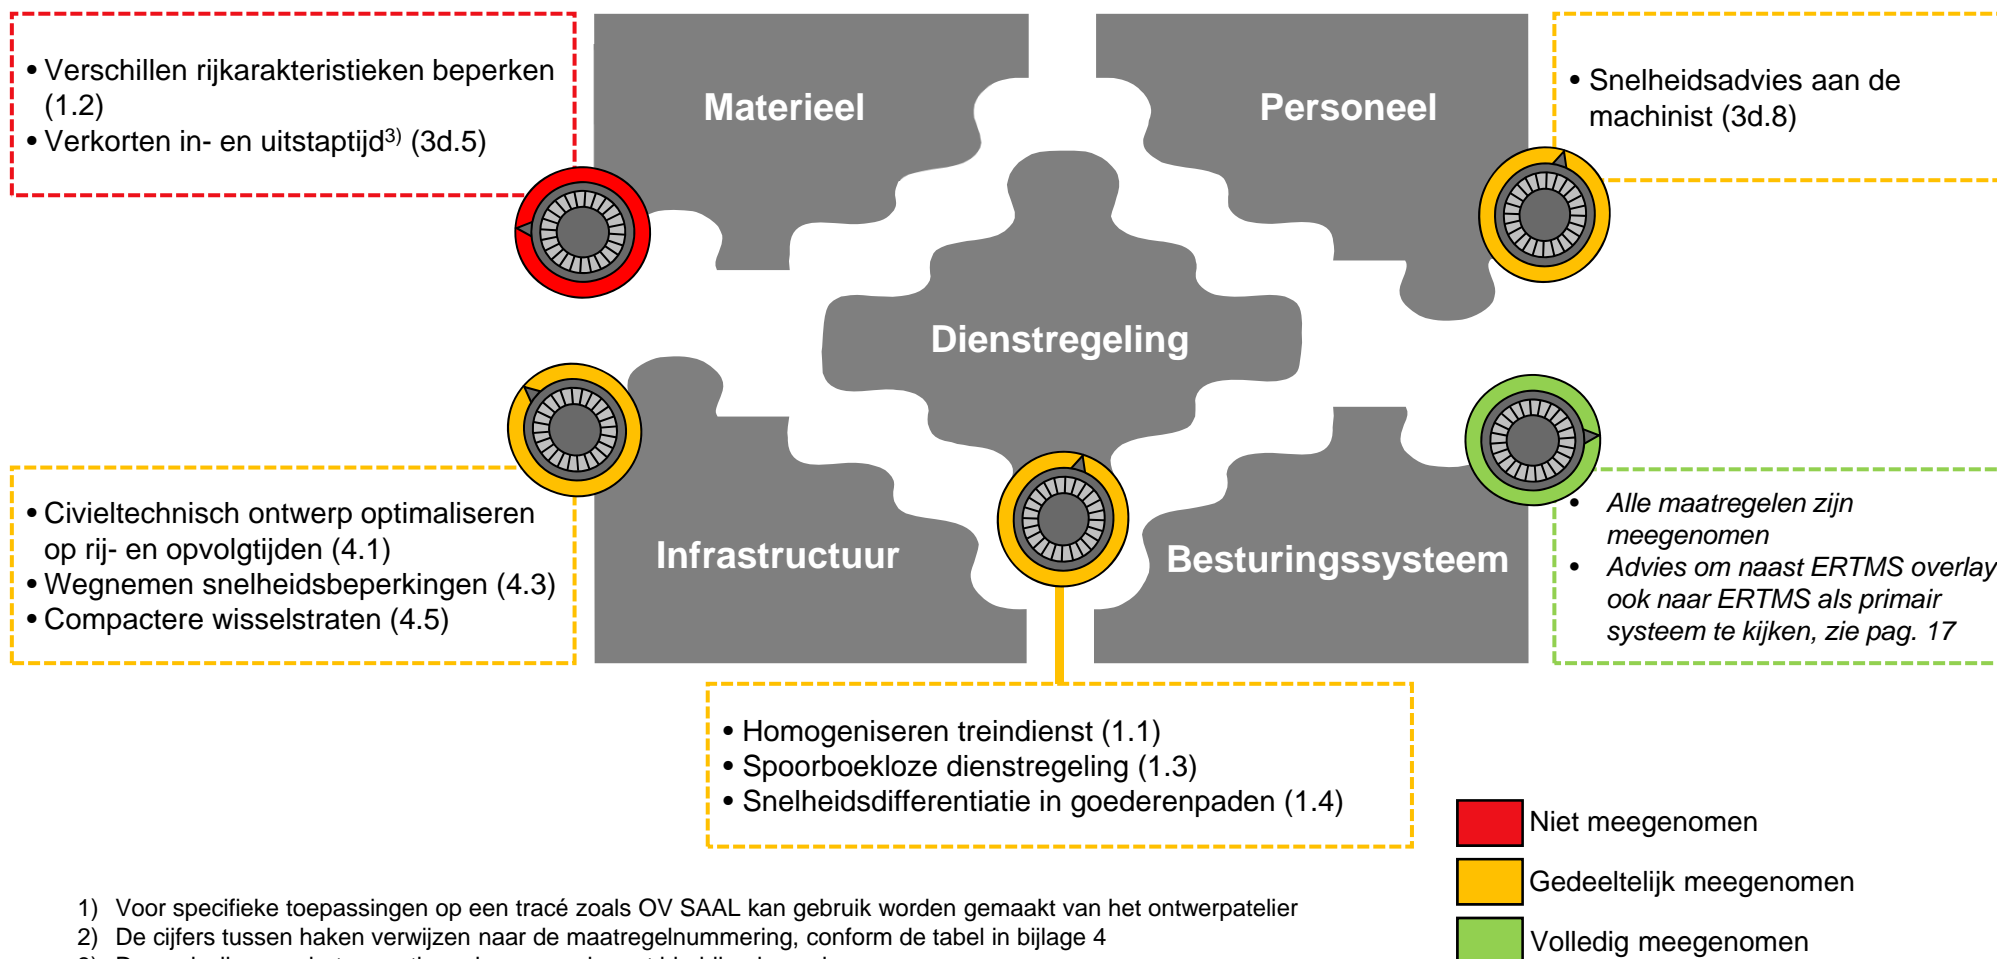 • Verschillen rijkarakteristieken beperken
(1.2)
• Verkorten in- en uitstaptijd3) (3d.5)
Materieel
Personeel
• Snelheidsadvies aan de
machinist (3d.8)
Dienstregeling
• Civieltechnisch ontwerp optimaliseren
op rij- en opvolgtijden (4.1)
• Wegnemen snelheidsbeperkingen (4.3)
• Compactere wisselstraten (4.5)
Infrastructuur
Besturingssysteem
• Alle maatregelen zijn
meegenomen
• Advies om naast ERTMS overlay
ook naar ERTMS als primair
systeem te kijken, zie pag. 17
• Homogeniseren treindienst (1.1)
• Spoorboekloze dienstregeling (1.3)
• Snelheidsdifferentiatie in goederenpaden (1.4)
Niet meegenomen
Gedeeltelijk meegenomen
Volledig meegenomen
1) Voor specifieke toepassingen op een tracé zoals OV SAAL kan gebruik worden gemaakt van het ontwerpatelier
2) De cijfers tussen haken verwijzen naar de maatregelnummering, conform de tabel in bijlage 4